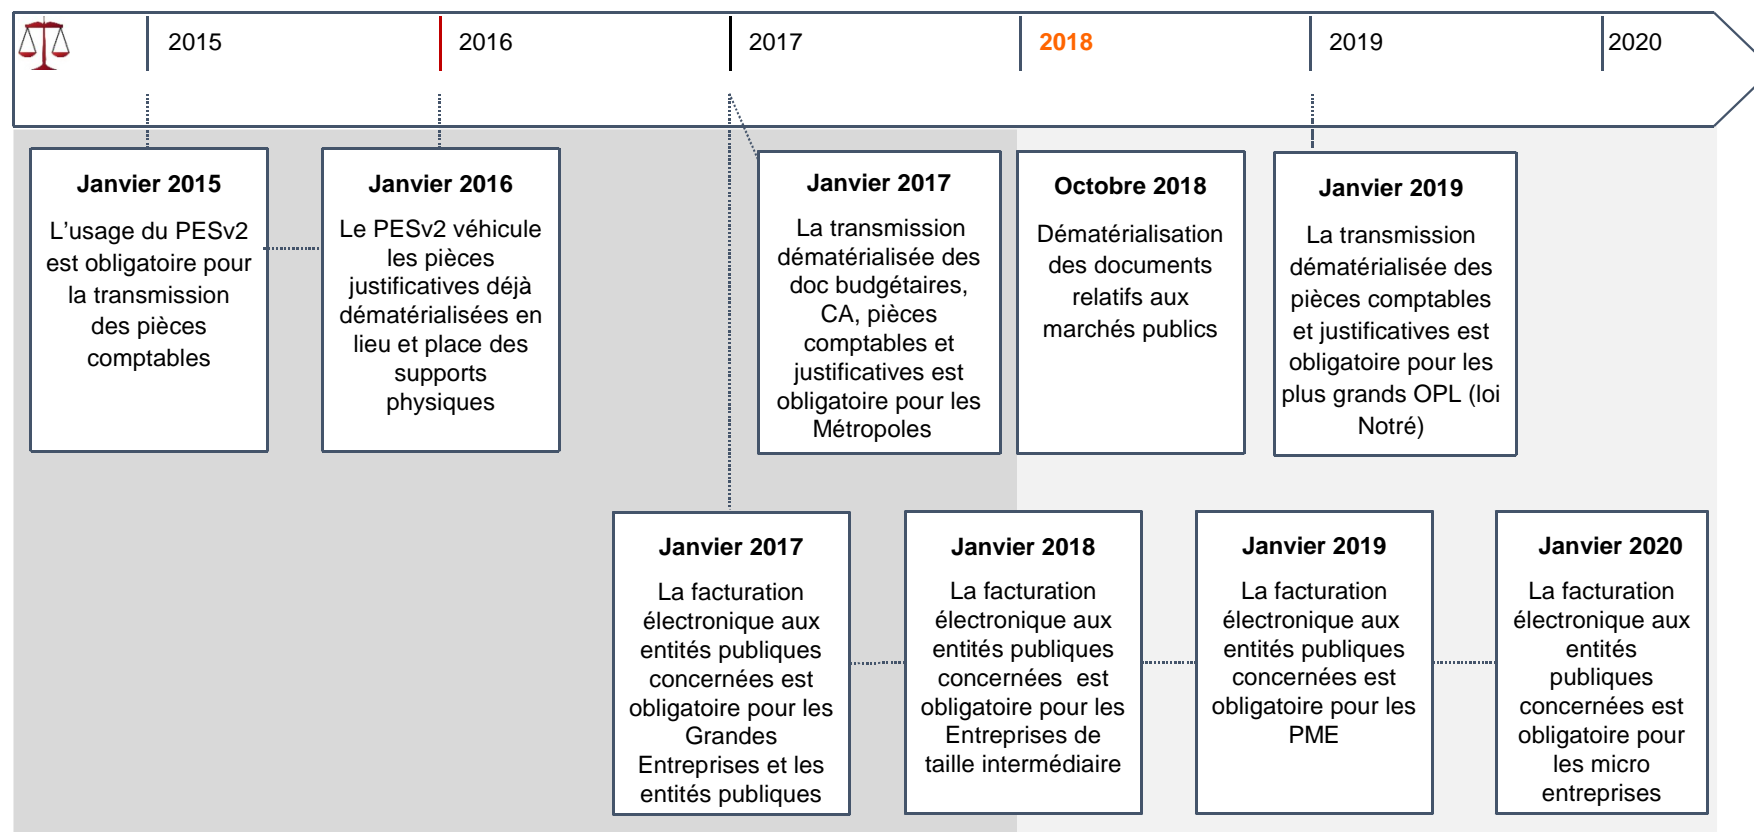 2015
2016
2017
2018
2019
2020
Janvier 2015
L'usage du PESv2
est obligatoire pour
la transmission
des pièces
comptables
Janvier 2016
Le PESv2 véhicule
les pièces
justificatives déjà
dématérialisées en
lieu et place des
supports
physiques
Janvier 2017
La transmission
dématérialisée des
doc budgétaires,
CA, pièces
comptables et
justificatives est
obligatoire pour les
Métropoles
Octobre 2018
Dématérialisation
des documents
relatifs aux
marchés publics
Janvier 2019
La transmission
dématérialisée des
pièces comptables
et justificatives est
obligatoire pour les
plus grands OPL (loi
Notré)
Janvier 2017
La facturation
électronique aux
entités publiques
concernées est
obligatoire pour les
Grandes
Entreprises et les
entités publiques
Janvier 2018
La facturation
électronique aux
entités publiques
concernées  est
obligatoire pour les
Entreprises de
taille intermédiaire
Janvier 2019
La facturation
électronique aux
entités publiques
concernées est
obligatoire pour les
PME
Janvier 2020
La facturation
électronique aux
entités
publiques
concernées est
obligatoire pour
les micro
entreprises